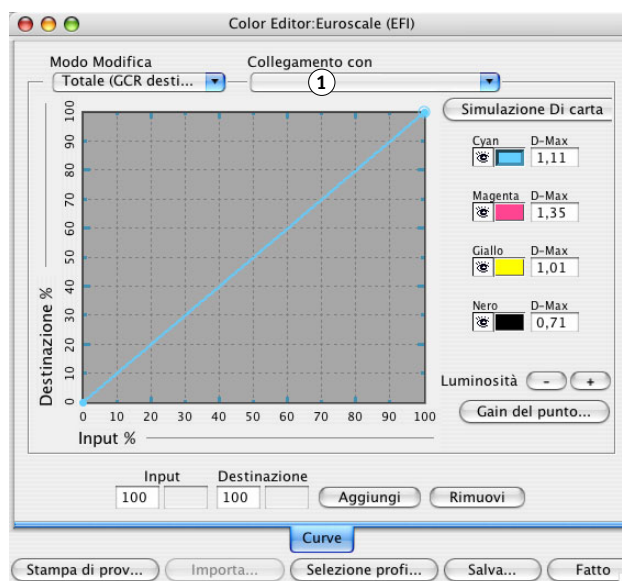 Color Editor:Euroscale (EFI)
Modo Modifica Collegamento con
Totale (GCR desti... 1
Simulazione Di carta
100
90
80
70
60
50
40
30
20
10
0
Destinazione %
0 10 20 30 40 50 60 70 80 90 100
Input %
Cyan D-Max
1,11
Magenta D-Max
1,35
Giallo D-Max
1,01
Nero D-Max
0,71
Luminosità - +
Gain del punto...
Input Destinazione
100 100 Aggiungi Rimuovi
Curve
Stampa di prov... Importa... Selezione profi... Salva... Fatto